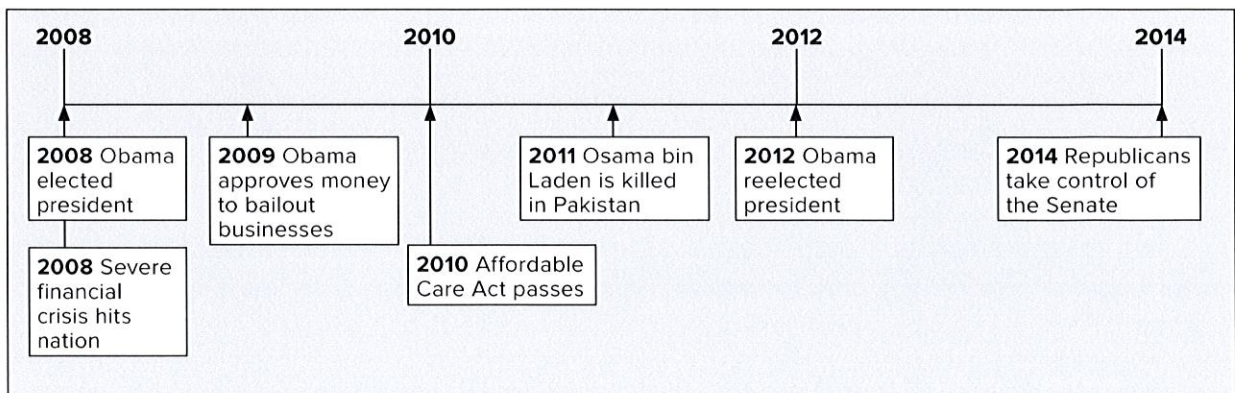 2008
2010
2012
2014
2008 Obama
elected
president
2008 Severe
financial
crisis hits
nation
2009 Obama
approves money
to bailout
businesses
2010 Affordable
Care Act passes
2011 Osama bin
Laden is killed
in Pakistan
2012 Obama
reelected
president
2014 Republicans
take control of
the Senate